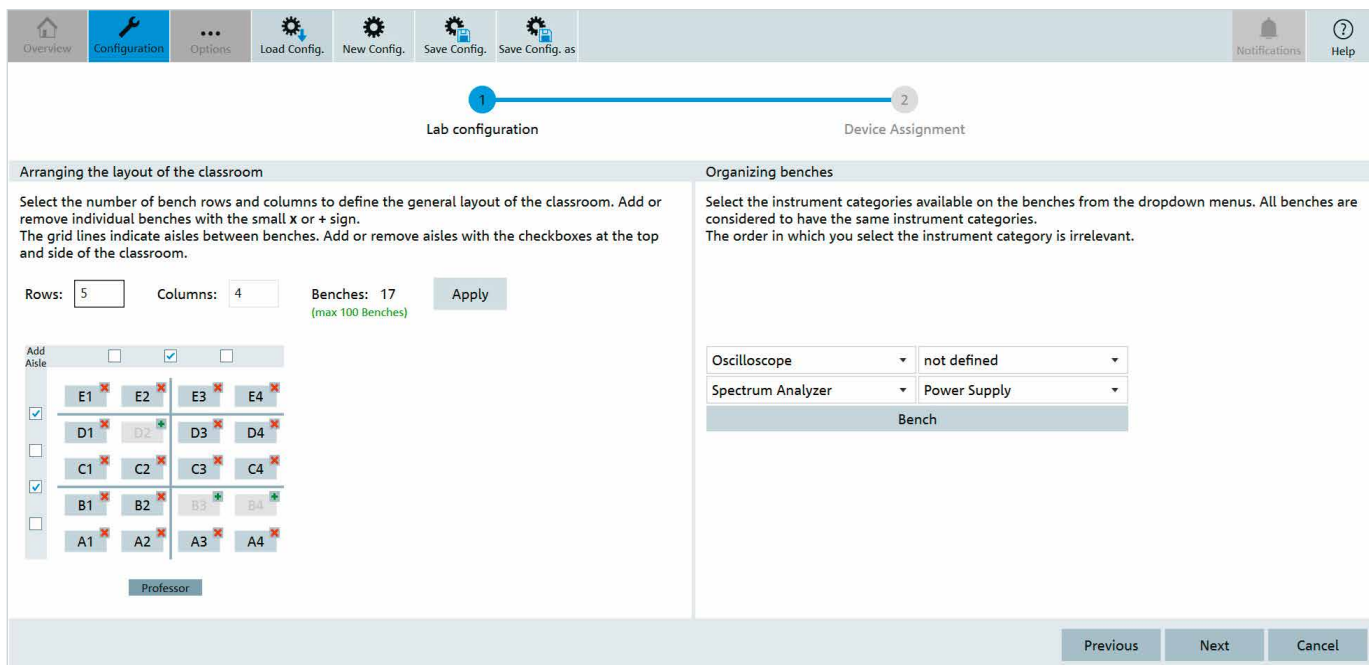 Overview Configuration Options Load Config. New Config. Save Config. Save Config. as Notifications Help
1 2
Lab configuration Device Assignment
Arranging the layout of the classroom
Select the number of bench rows and columns to define the general layout of the classroom. Add or
remove individual benches with the small x or + sign.
The grid lines indicate aisles between benches. Add or remove aisles with the checkboxes at the top
and side of the classroom.
Rows: 5 Columns: 4 Benches: 17 Apply
(max 100 Benches)
Add
Aisle
E1 E2 E3 E4
D1 D2 D3 D4
C1 C2 C3 C4
B1 B2 B3 B4
A1 A2 A3 A4
Professor
Organizing benches
Select the instrument categories available on the benches from the dropdown menus. All benches are
considered to have the same instrument categories.
The order in which you select the instrument category is irrelevant.
Oscilloscope not defined
Spectrum Analyzer Power Supply
Bench
Previous Next Cancel